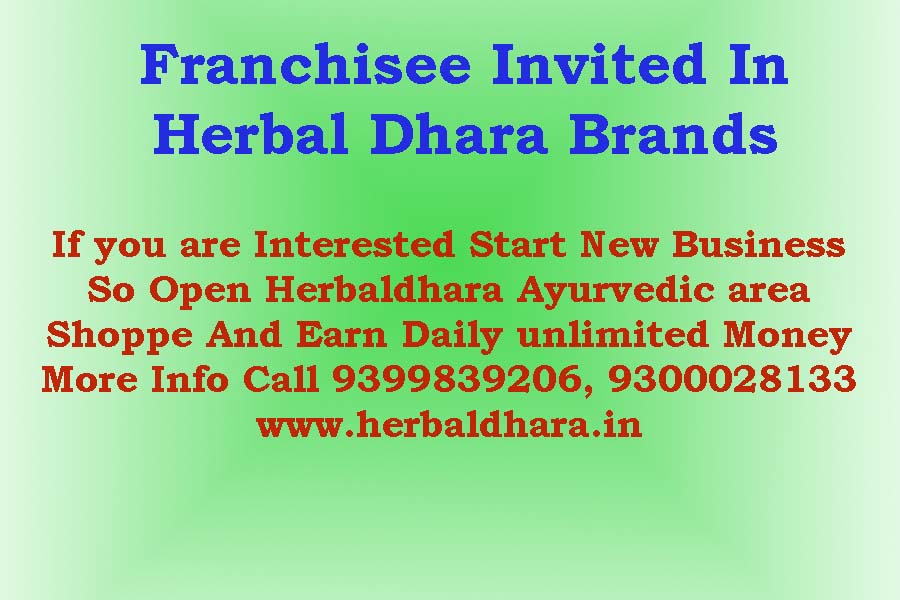 Franchisee Invited In
Herbal Dhara Brands
If you are Interested Start New Business
So Open Herbaldhara Ayurvedic area
Shoppe And Earn Daily unlimited Money
More Info Call 9399839206, 9300028133
www.herbaldhara.in